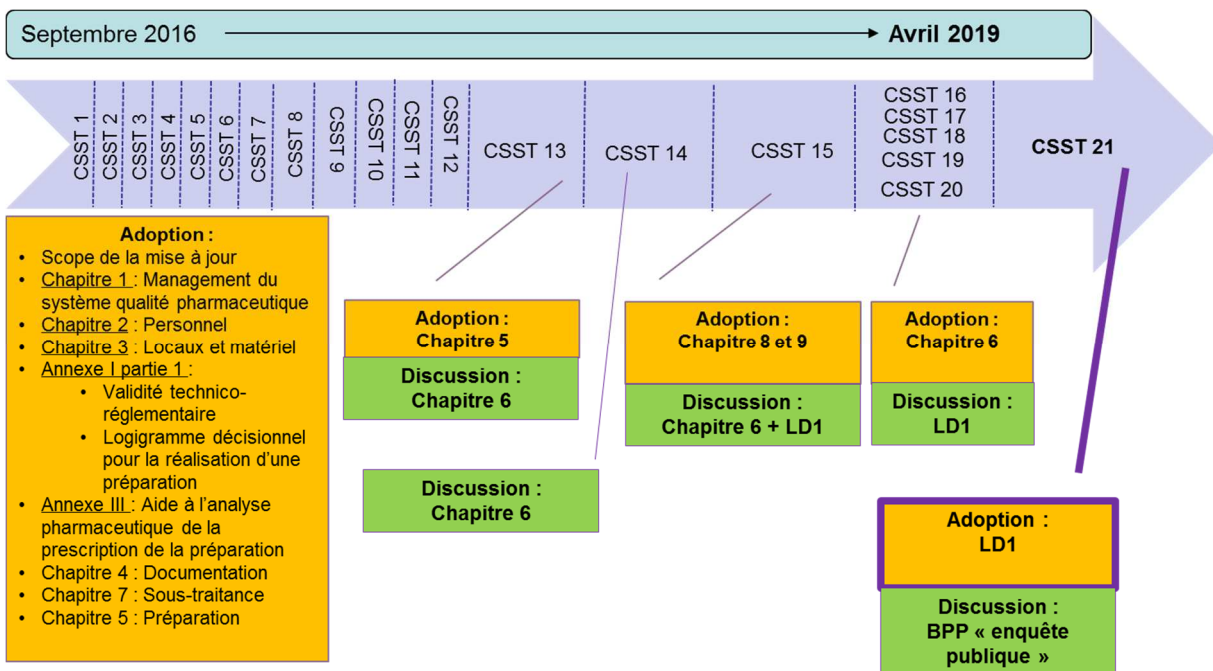 Septembre 2016
Avril 2019
CSST 1
CSST 2
CSST 3
CSST 4
CSST 5
CSST 6
CSST 7
CSST 8
CSST 9
CSST 10
CSST 11
CSST 12
CSST 13
CSST 14
CSST 15
CSST 16
CSST 17
CSST 18
CSST 19
CSST 20
CSST 21
Adoption :
• Scope de la mise à jour
• Chapitre 1 : Management du
système qualité pharmaceutique
• Chapitre 2 : Personnel
• Chapitre 3 : Locaux et matériel
• Annexe I partie 1 :
• Validité technico-
réglementaire
• Logigramme décisionnel
pour la réalisation d'une
préparation
• Annexe III : Aide à l'analyse
pharmaceutique de la
prescription de la préparation
• Chapitre 4 : Documentation
• Chapitre 7 : Sous-traitance
• Chapitre 5 : Préparation
Adoption :
Chapitre 5
Discussion :
Chapitre 6
Discussion :
Chapitre 6
Adoption :
Chapitre 8 et 9
Discussion :
Chapitre 6 + LD1
Adoption :
Chapitre 6
Discussion :
LD1
Adoption :
LD1
Discussion :
BPP « enquête
publique »